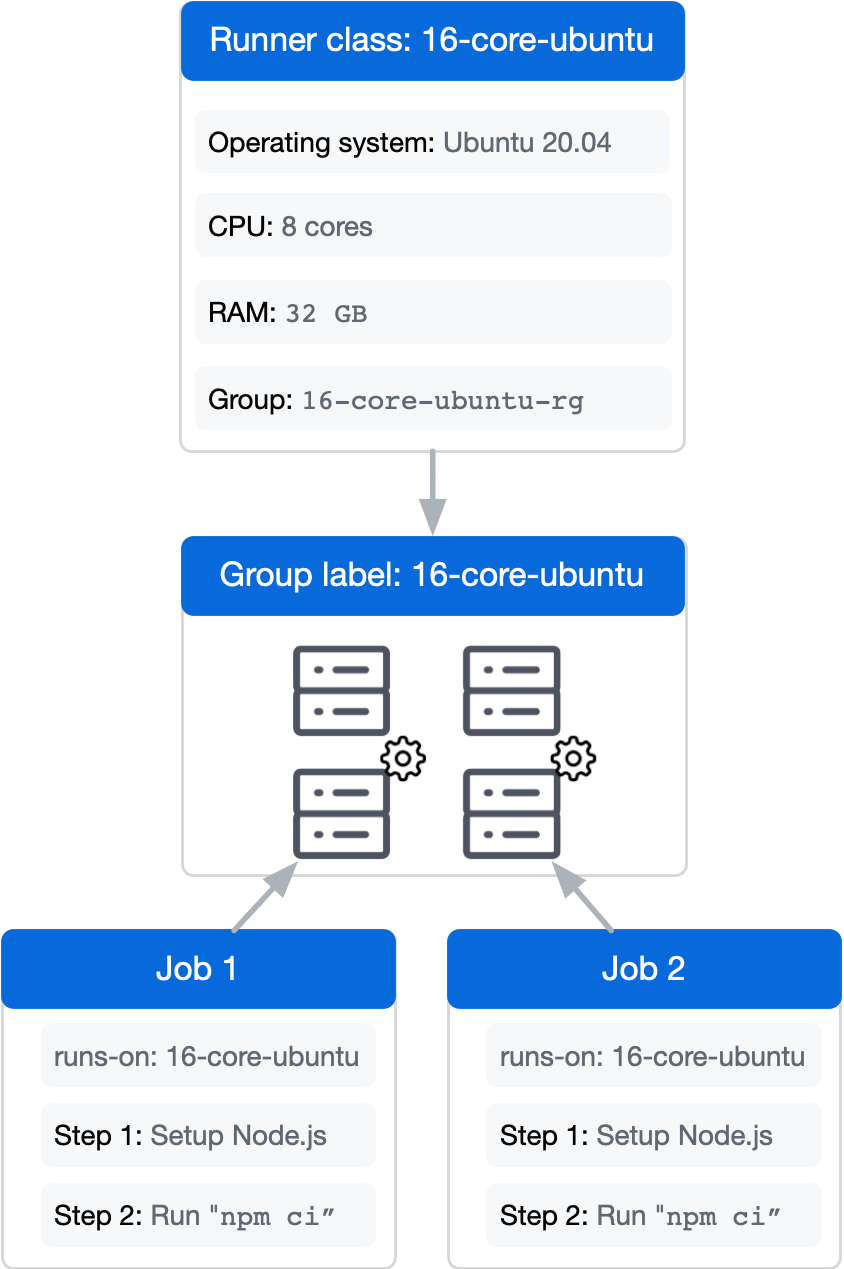 Runner class: 16-core-ubuntu
Operating system: Ubuntu 20.04
CPU: 8 cores
RAM: 32 GB
Group: 16-core-ubuntu-rg
Group label: 16-core-ubuntu
Job 1
runs-on: 16-core-ubuntu
Step 1: Setup Node.js
Step 2: Run "npm ci”
Job 2
runs-on: 16-core-ubuntu
Step 1: Setup Node.js
Step 2: Run "npm ci”